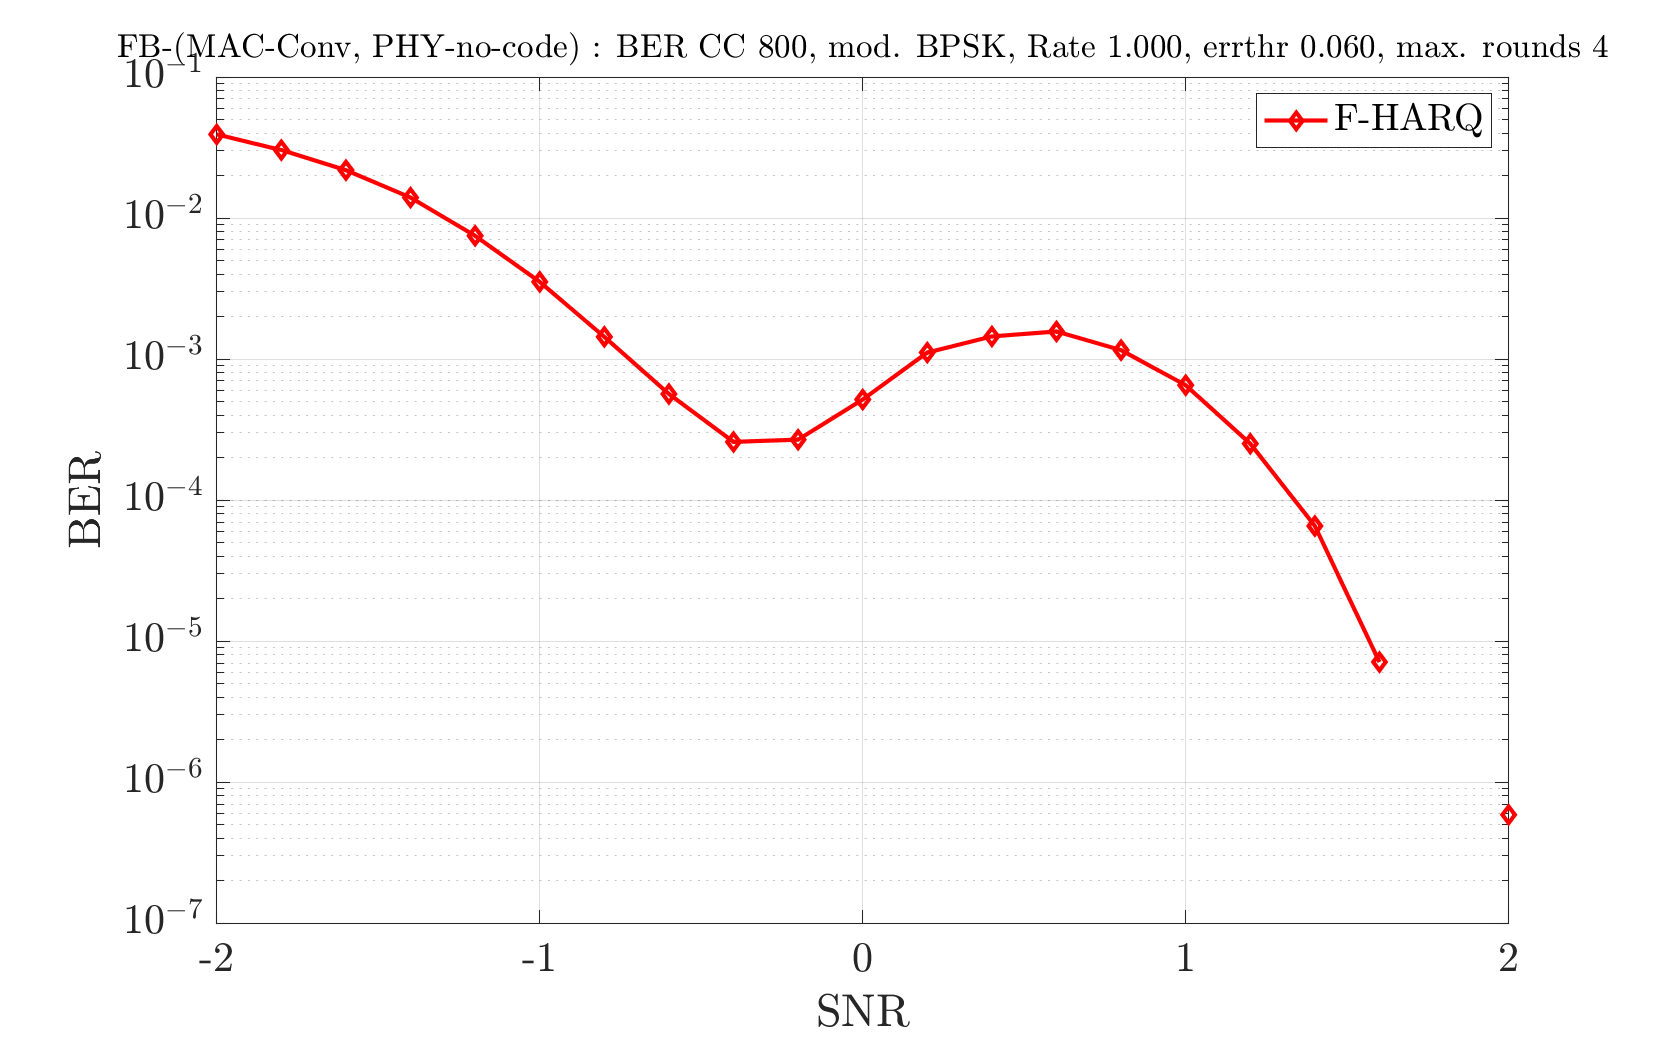 FB-(MAC-Conv, PHY-no-code) : BER CC 800, mod. BPSK, Rate 1.000, errthr 0.060, max. rounds 4
F-HARQ
10^{-1}
10^{-2}
10^{-3}
10^{-4}
10^{-5}
10^{-6}
10^{-7}
BER
-2 -1 0 1 2
SNR